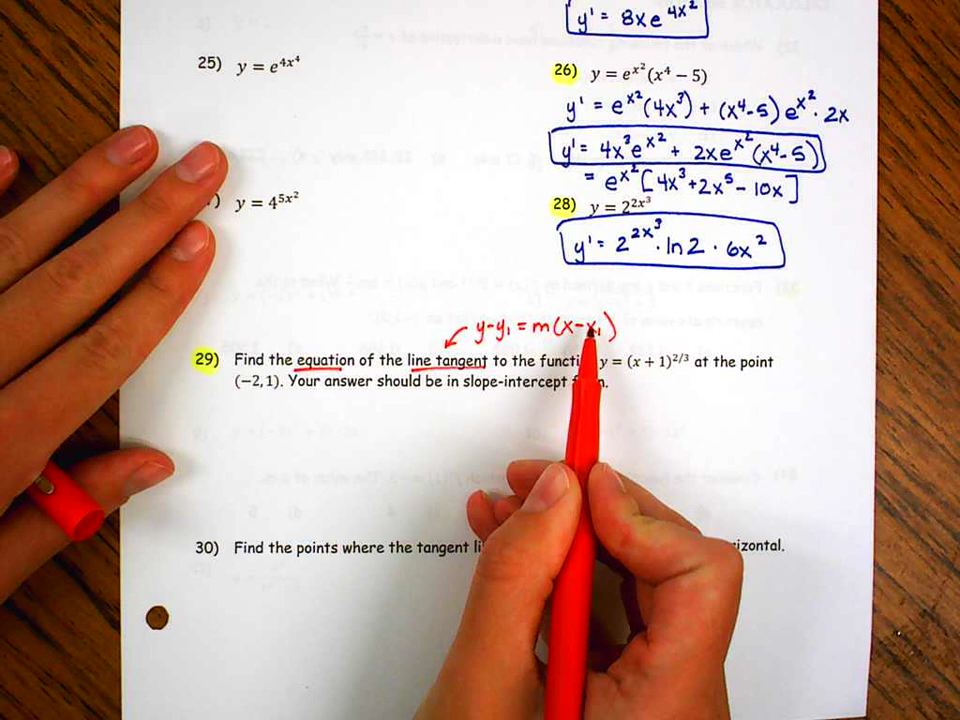 y' = 8xe^{4x^2}
25) y = e^{4x^4}
26) y = e^{x^2}(x^4 − 5)
y' = e^{x^2}(4x^3) + (x^4-5)e^{x^2}·2x
y' = 4x^3e^{x^2} + 2xe^{x^2}(x^4-5)
= e^{x^2}[4x^3+2x^5-10x]
) y = 4^{5x^2}
28) y = 2^{2x^3}
y' = 2^{2x^3}·ln2·6x^2
y-y_1 = m(x-x_1)
29) Find the equation of the line tangent to the functi y = (x + 1)^{2/3} at the point
(−2, 1). Your answer should be in slope-intercept f m.
30) Find the points where the tangent li izontal.